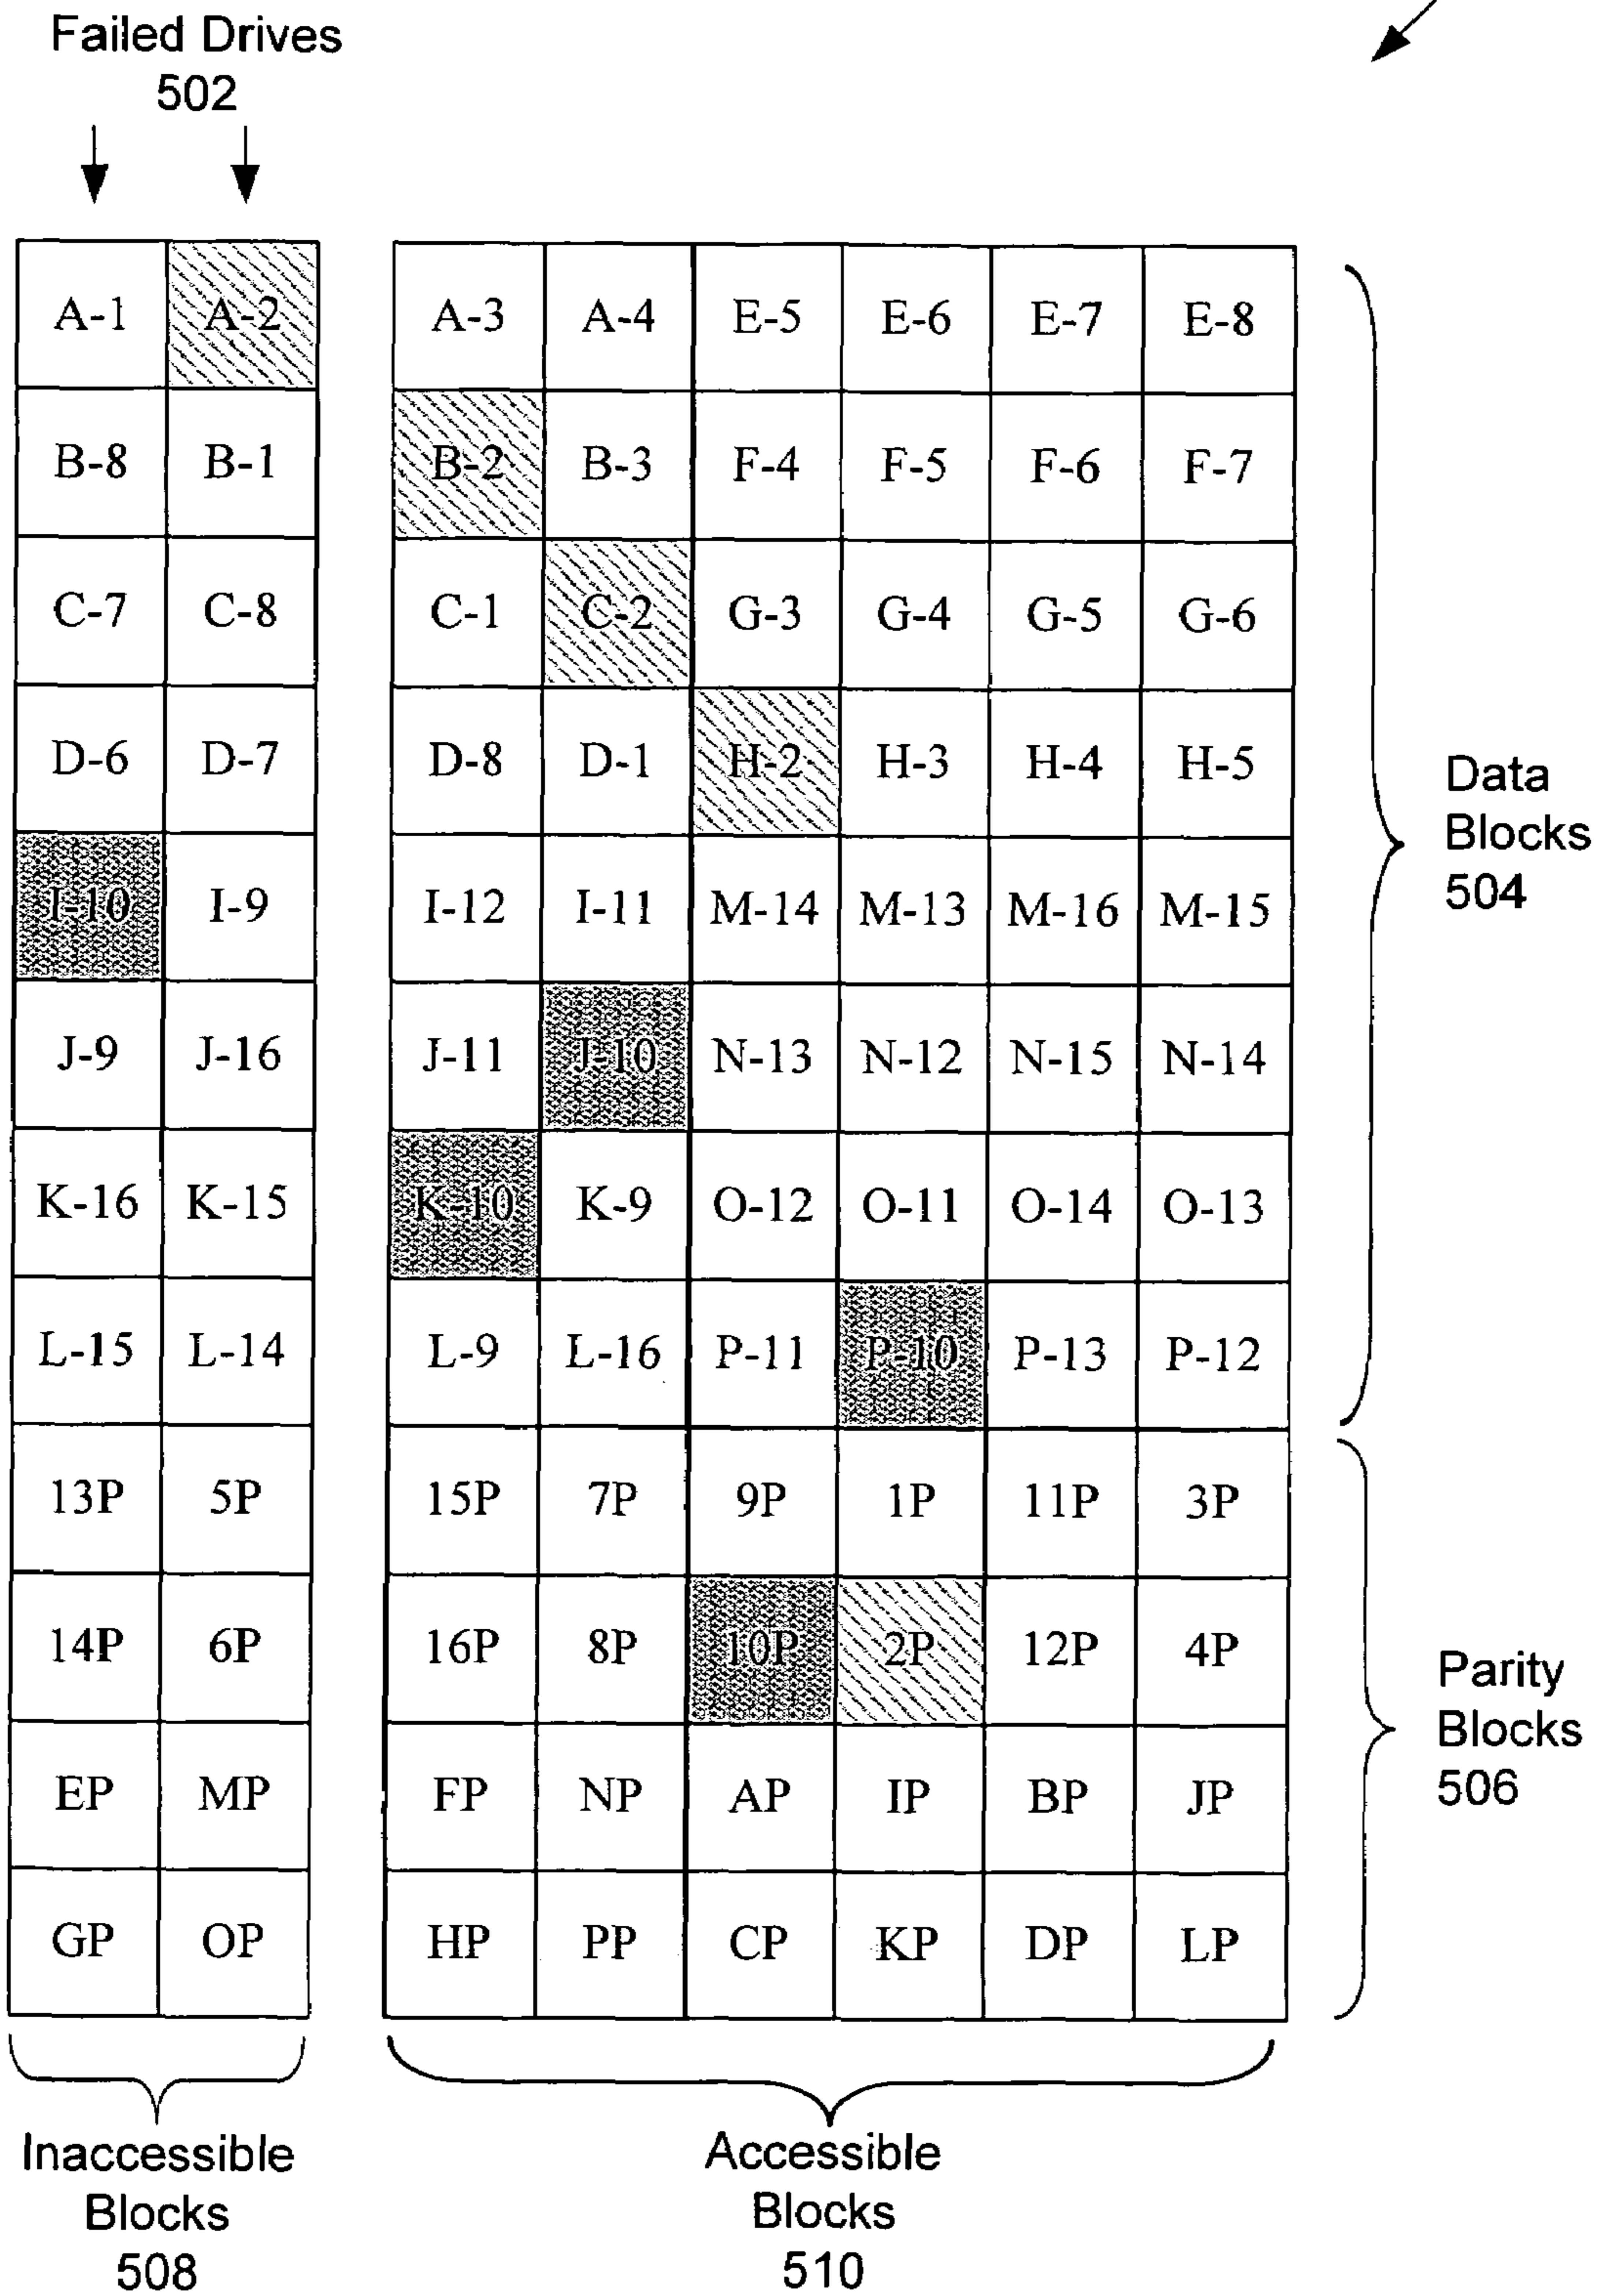 Failed Drives
502
A-1 A-2 A-3 A-4 E-5 E-6 E-7 E-8
B-8 B-1 B-2 B-3 F-4 F-5 F-6 F-7
C-7 C-8 C-1 C-2 G-3 G-4 G-5 G-6
D-6 D-7 D-8 D-1 H-2 H-3 H-4 H-5
Data
Blocks
504
I-10 I-9 I-12 I-11 M-14 M-13 M-16 M-15
J-9 J-16 J-11 J-10 N-13 N-12 N-15 N-14
K-16 K-15 K-10 K-9 O-12 O-11 O-14 O-13
L-15 L-14 L-9 L-16 P-11 P-10 P-13 P-12
13P 5P 15P 7P 9P 1P 11P 3P
14P 6P 16P 8P 10P 2P 12P 4P
Parity
Blocks
506
EP MP FP NP AP IP BP JP
GP OP HP PP CP KP DP LP
Inaccessible
Blocks
508
Accessible
Blocks
510